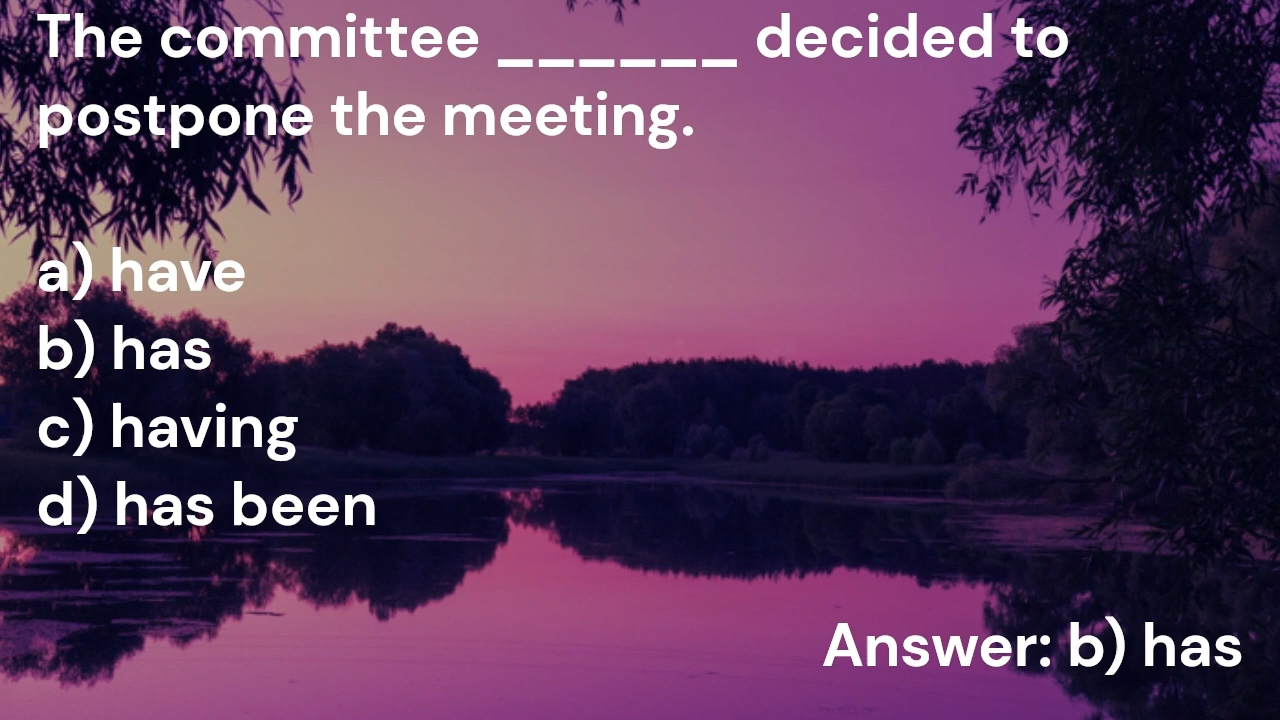 The committee ______ decided to
postpone the meeting.
a) have
b) has
c) having
d) has been
Answer: b) has